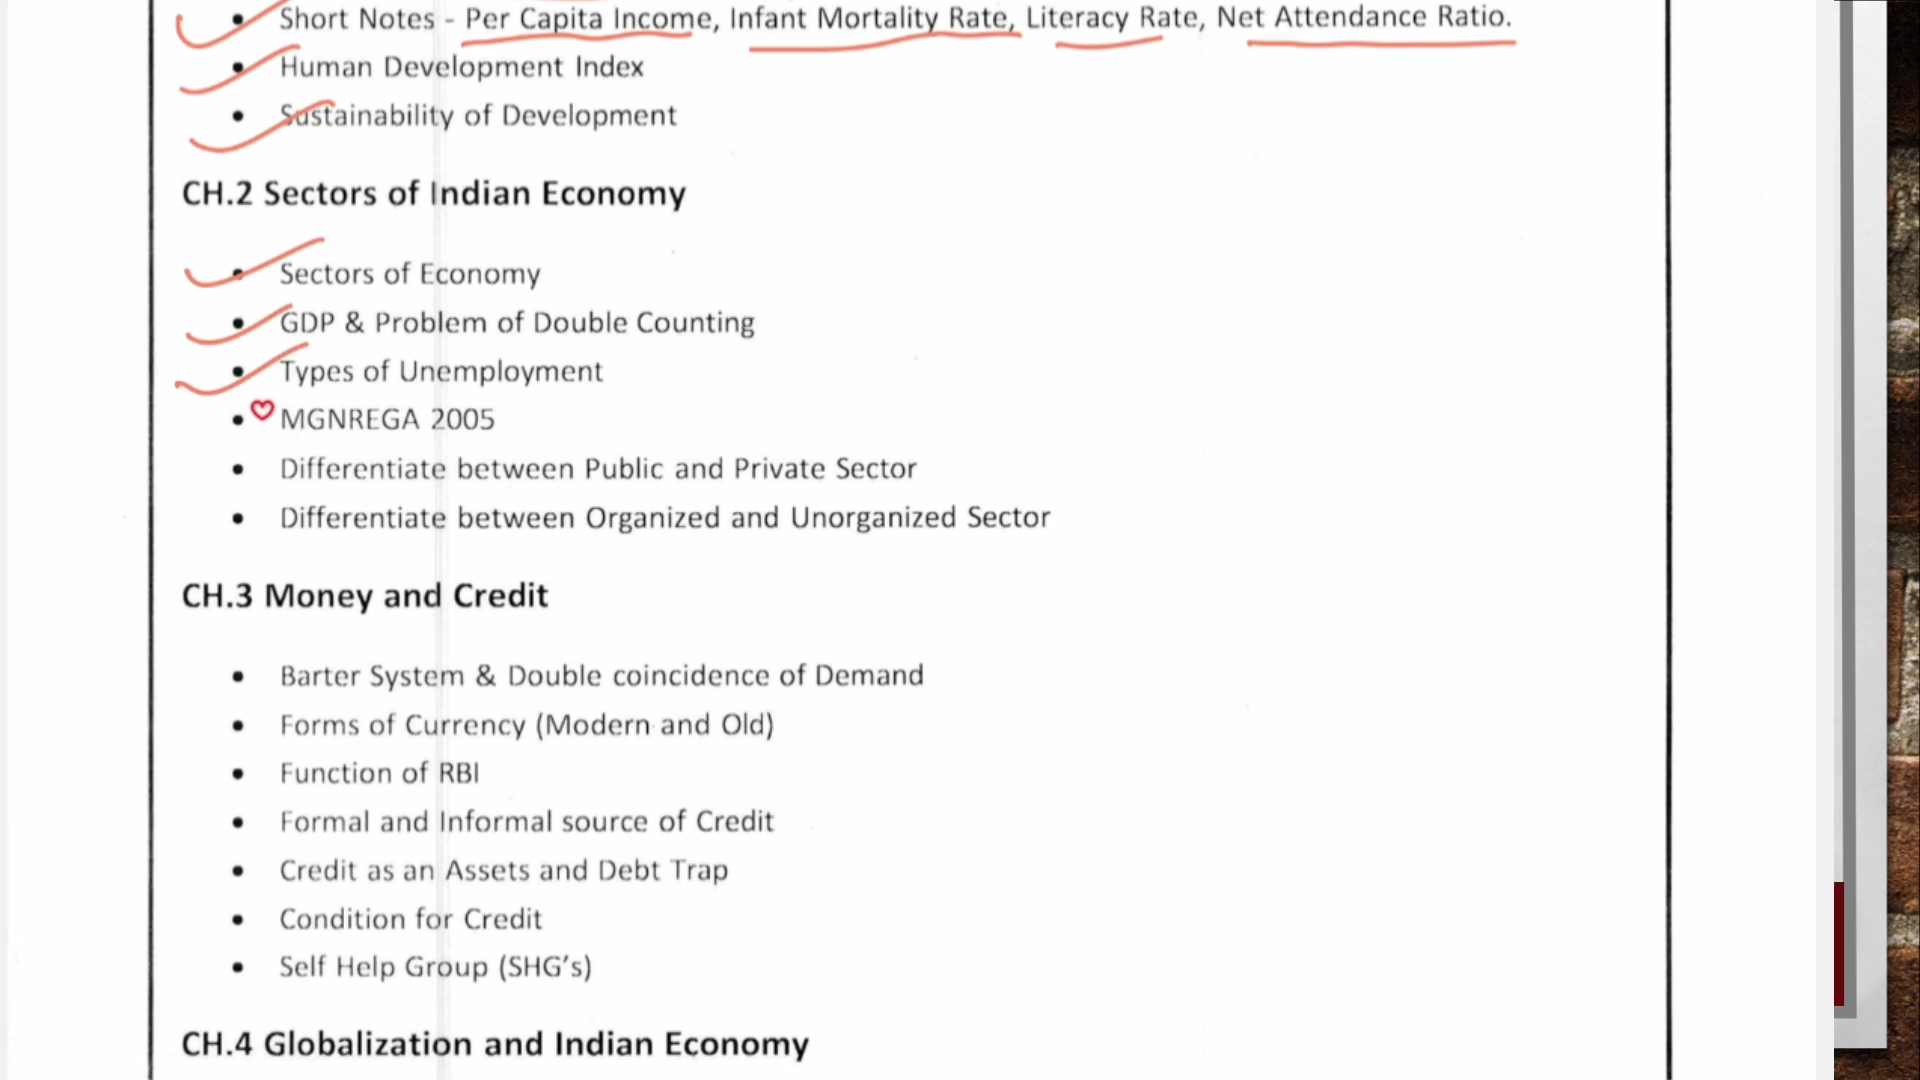 • Short Notes - Per Capita Income, Infant Mortality Rate, Literacy Rate, Net Attendance Ratio.
• Human Development Index
• Sustainability of Development
CH.2 Sectors of Indian Economy
• Sectors of Economy
• GDP & Problem of Double Counting
• Types of Unemployment
• MGNREGA 2005
• Differentiate between Public and Private Sector
• Differentiate between Organized and Unorganized Sector
CH.3 Money and Credit
• Barter System & Double coincidence of Demand
• Forms of Currency (Modern and Old)
• Function of RBI
• Formal and Informal source of Credit
• Credit as an Assets and Debt Trap
• Condition for Credit
• Self Help Group (SHG's)
CH.4 Globalization and Indian Economy